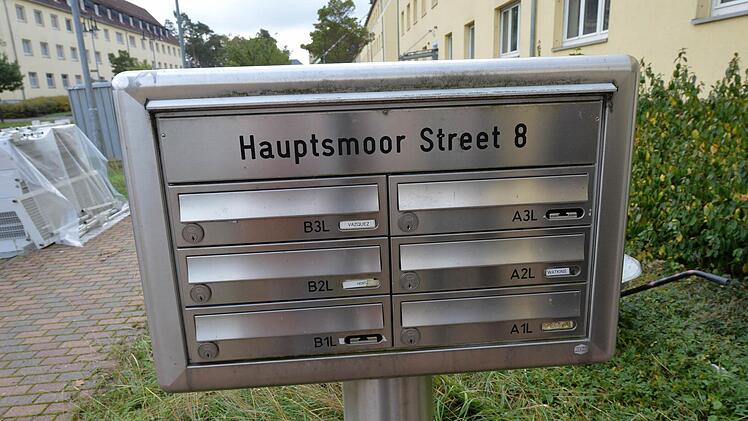 Hauptsmoor Street 8
B3L VAZQUEZ A3L
B2L A2L WATKINS
B1L A1L